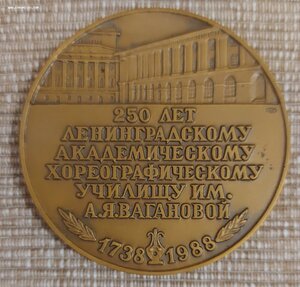 250 ЛЕТ
ЛЕНИНГРАДСКОМУ
АКАДЕМИЧЕСКОМУ
ХОРЕОГРАФИЧЕСКОМУ
УЧИЛИЩУ ИМ.
А.Я.ВАГАНОВОЙ
1738 1988